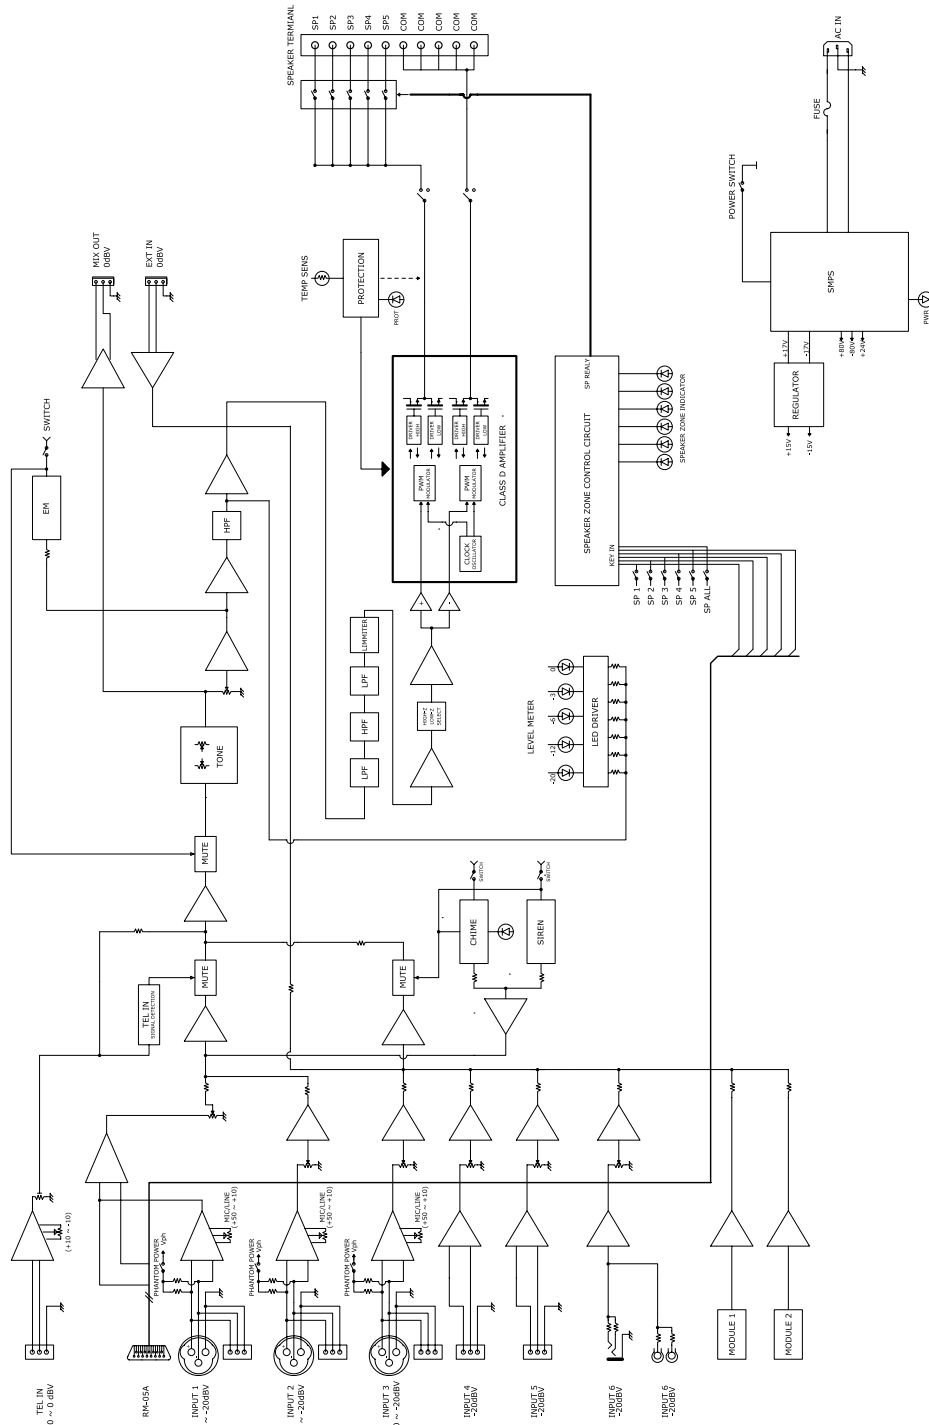 SPEAKER TERMIANL
SP1
SP2
SP3
SP4
SP5
COM
COM
COM
COM
COM
AC IN
FUSE
POWER SWITCH
SMPS
PWR
+17V
-17V
+80V
-80V
+24V
REGULATOR
+15V
-15V
MIX OUT
0dBV
EXT IN
0dBV
TEMP SENS
PROTECTION
PROT
SWITCH
EM
HPF
CLASS D AMPLIFIER
DRIVER
HIGH
DRIVER
LOW
DRIVER
HIGH
DRIVER
LOW
PWM
MODULATOR
PWM
MODULATOR
CLOCK
OSCILLATOR
+
-
SP REALY
SPEAKER ZONE CONTROL CIRCUIT
KEY IN
SPEAKER ZONE INDICATOR
SP 1
SP 2
SP 3
SP 4
SP 5
SP ALL
LIMMITER
LPF
HPF
LPF
HIGH-Z
LOW-Z
SELECT
LEVEL METER
0
-3
-6
-12
-20
LED DRIVER
TONE
MUTE
MUTE
MUTE
TEL IN
SIGNAL DETECTION
CHIME
SIREN
SWITCH
SWITCH
(+10 ~ -10)
PHANTOM POWER
Vph
MIC/LINE
(+50 ~ +10)
PHANTOM POWER
Vph
MIC/LINE
(+50 ~ +10)
PHANTOM POWER
Vph
MIC/LINE
(+50 ~ +10)
MODULE 1
MODULE 2
TEL IN
0 ~ 0 dBV
RM-05A
INPUT 1
~ -20dBV
INPUT 2
~ -20dBV
INPUT 3
) ~ -20dBV
INPUT 4
-20dBV
INPUT 5
-20dBV
INPUT 6
-20dBV
INPUT 6
-20dBV